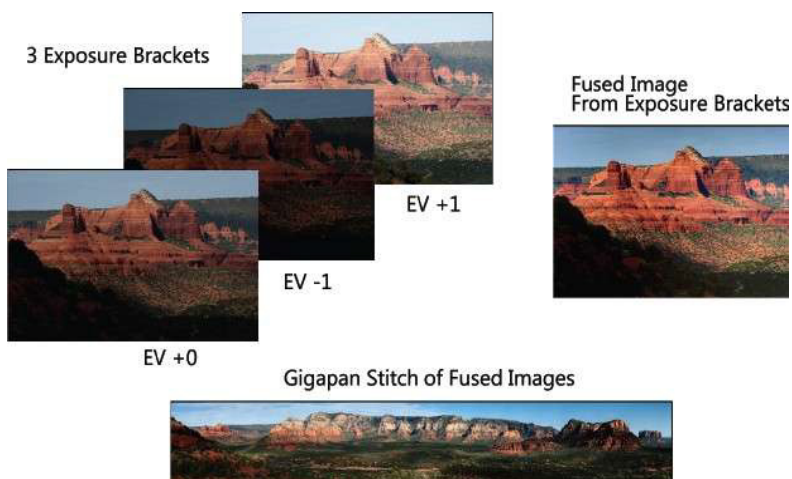 3 Exposure Brackets
EV +1
EV -1
EV +0
Fused Image
From Exposure Brackets
Gigapan Stitch of Fused Images